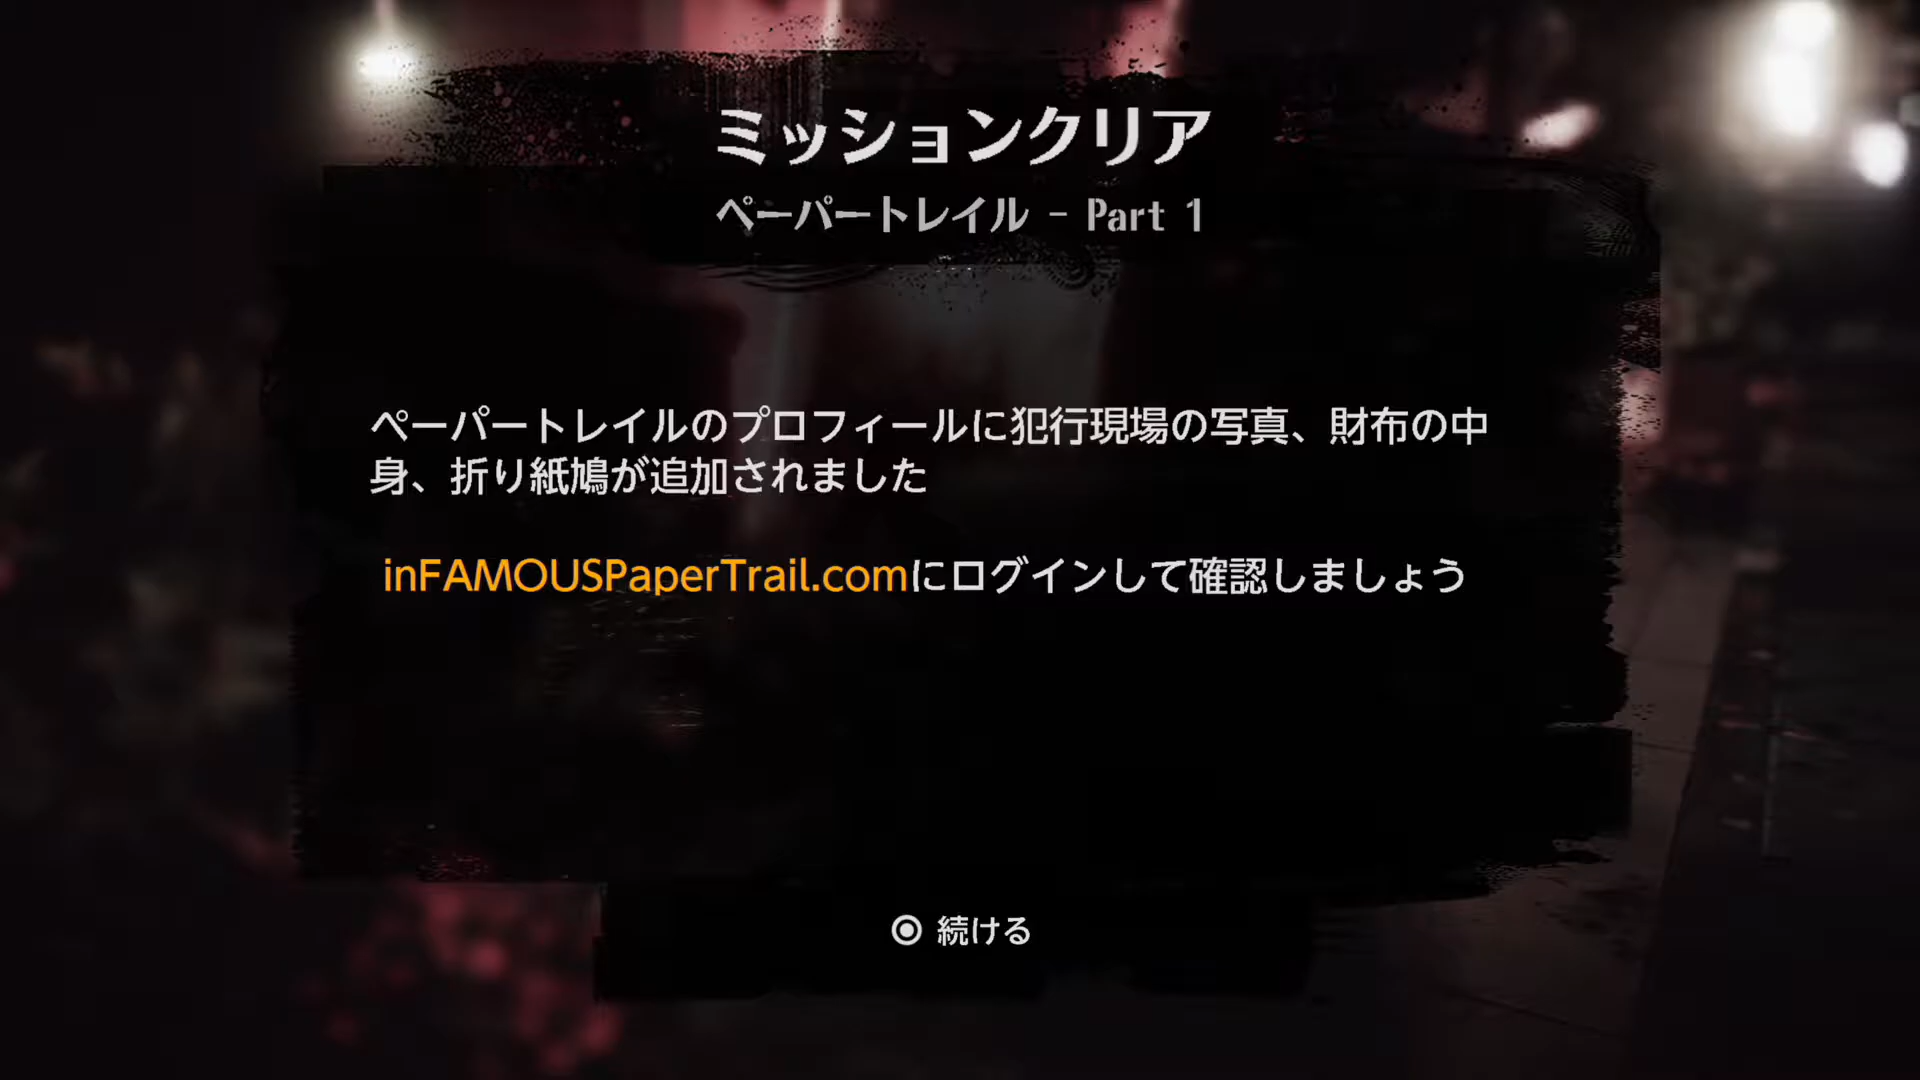 ミッションクリア
ペーパートレイル - Part 1
ペーパートレイルのプロフィールに犯行現場の写真、財布の中
身、折り紙鳩が追加されました
inFAMOUSPaperTrail.comにログインして確認しましょう
続ける